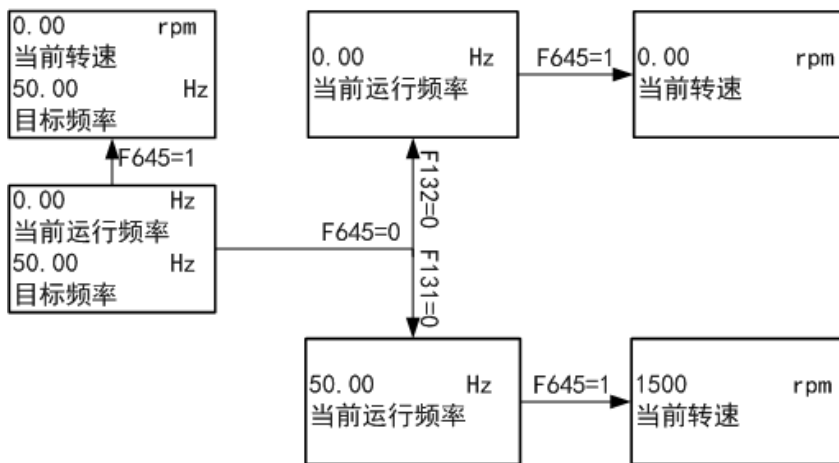 0.00 rpm
当前转速
50.00 Hz
目标频率
F645=1
0.00 Hz
当前运行频率
50.00 Hz
目标频率
F645=0
0.00 Hz
当前运行频率
F132=0
F645=1
0.00 rpm
当前转速
F131=0
50.00 Hz
当前运行频率
F645=1
1500 rpm
当前转速